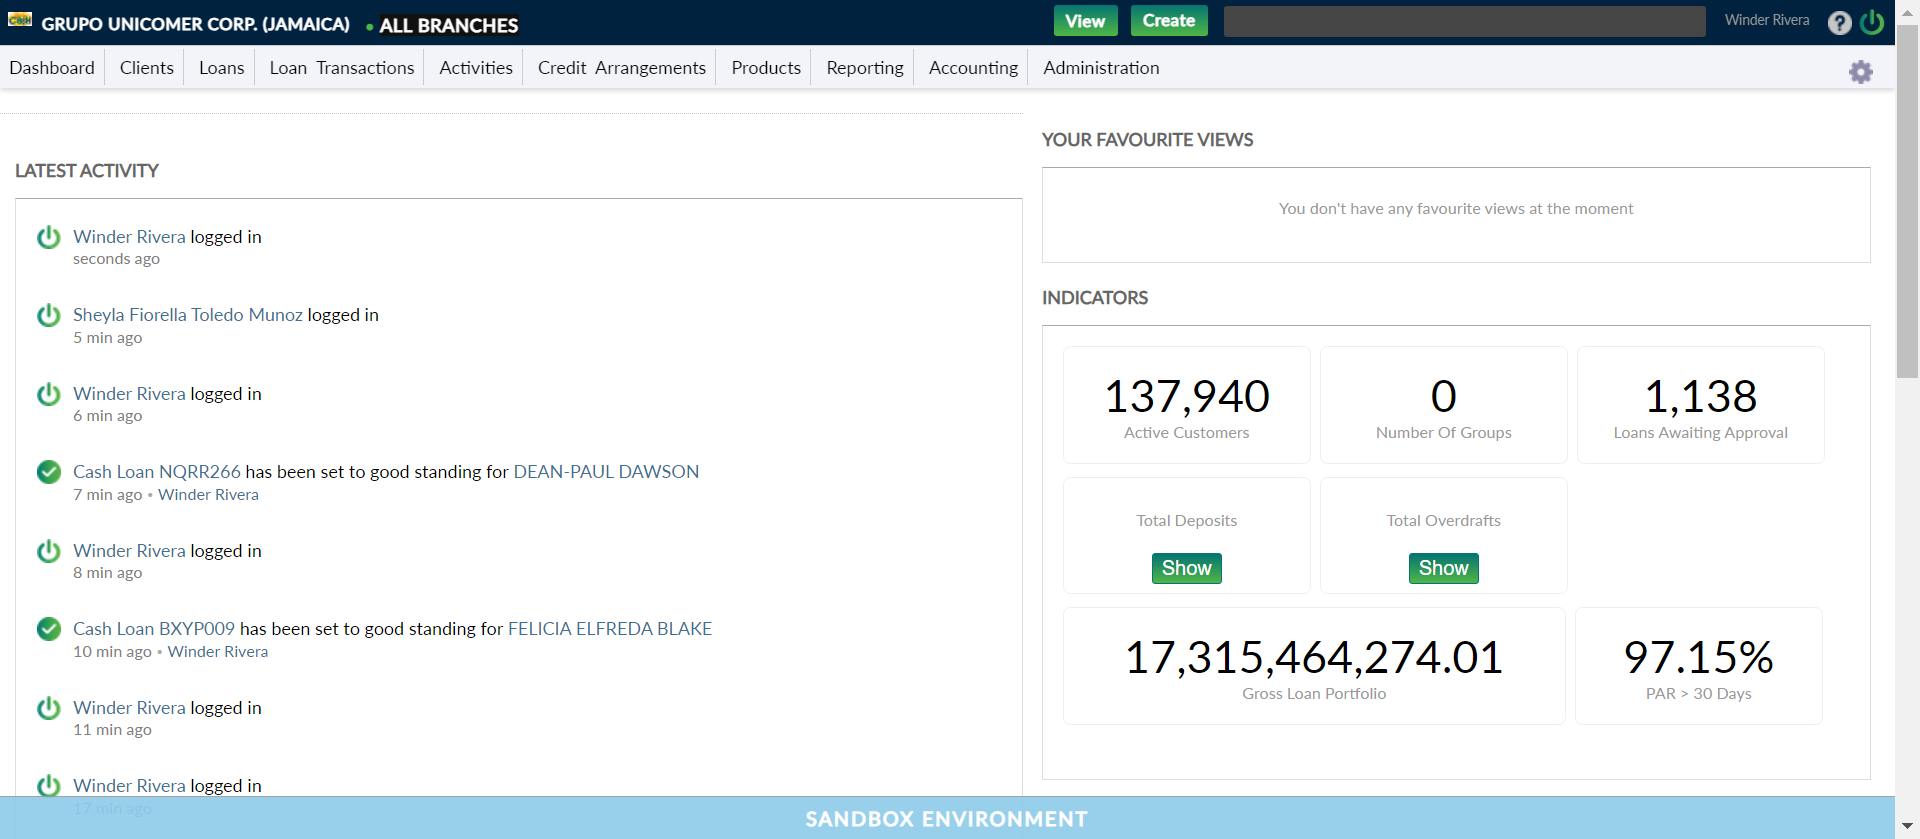 CaSH
GRUPO UNICOMER CORP. (JAMAICA) • ALL BRANCHES
View Create
Winder Rivera ?
Dashboard Clients Loans Loan Transactions Activities Credit Arrangements Products Reporting Accounting Administration
LATEST ACTIVITY
Winder Rivera logged in
seconds ago
Sheyla Fiorella Toledo Munoz logged in
5 min ago
Winder Rivera logged in
6 min ago
Cash Loan NQRR266 has been set to good standing for DEAN-PAUL DAWSON
7 min ago • Winder Rivera
Winder Rivera logged in
8 min ago
Cash Loan BXYP009 has been set to good standing for FELICIA ELFREDA BLAKE
10 min ago • Winder Rivera
Winder Rivera logged in
11 min ago
Winder Rivera logged in
17 min ago
YOUR FAVOURITE VIEWS
You don't have any favourite views at the moment
INDICATORS
137,940
Active Customers
0
Number Of Groups
1,138
Loans Awaiting Approval
Total Deposits
Show
Total Overdrafts
Show
17,315,464,274.01
Gross Loan Portfolio
97.15%
PAR > 30 Days
SANDBOX ENVIRONMENT